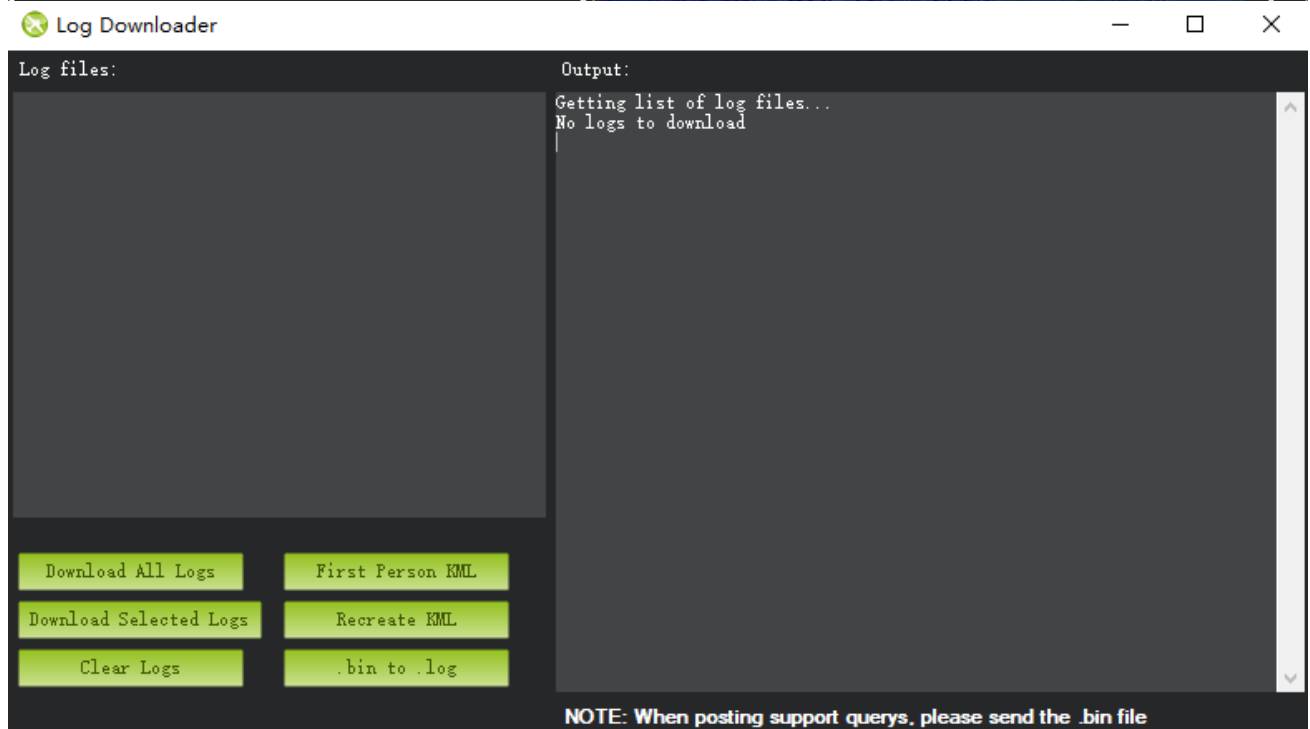 Log Downloader
Log files:
Output:
Getting list of log files...
No logs to download
Download All Logs
First Person KML
Download Selected Logs
Recreate KML
Clear Logs
.bin to .log
NOTE: When posting support querys, please send the .bin file